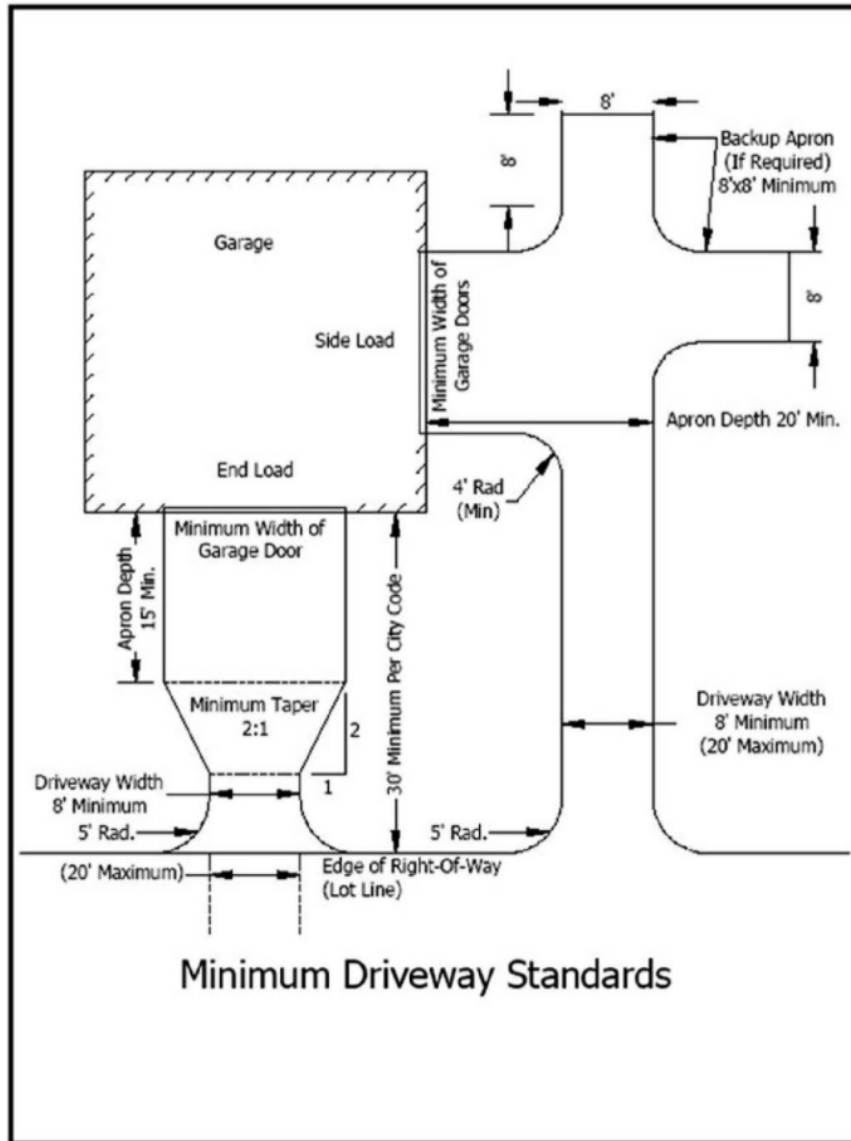 8'
8'
Backup Apron
(If Required)
8'x8' Minimum
Garage
Side Load
Minimum Width of
Garage Doors
8'
Apron Depth 20' Min.
End Load
4' Rad
(Min)
Minimum Width of
Garage Door
Apron Depth
15' Min.
30' Minimum Per City Code
Minimum Taper
2:1
2
1
Driveway Width
8' Minimum
(20' Maximum)
Driveway Width
8' Minimum
5' Rad.
5' Rad.
(20' Maximum)
Edge of Right-Of-Way
(Lot Line)
Minimum Driveway Standards